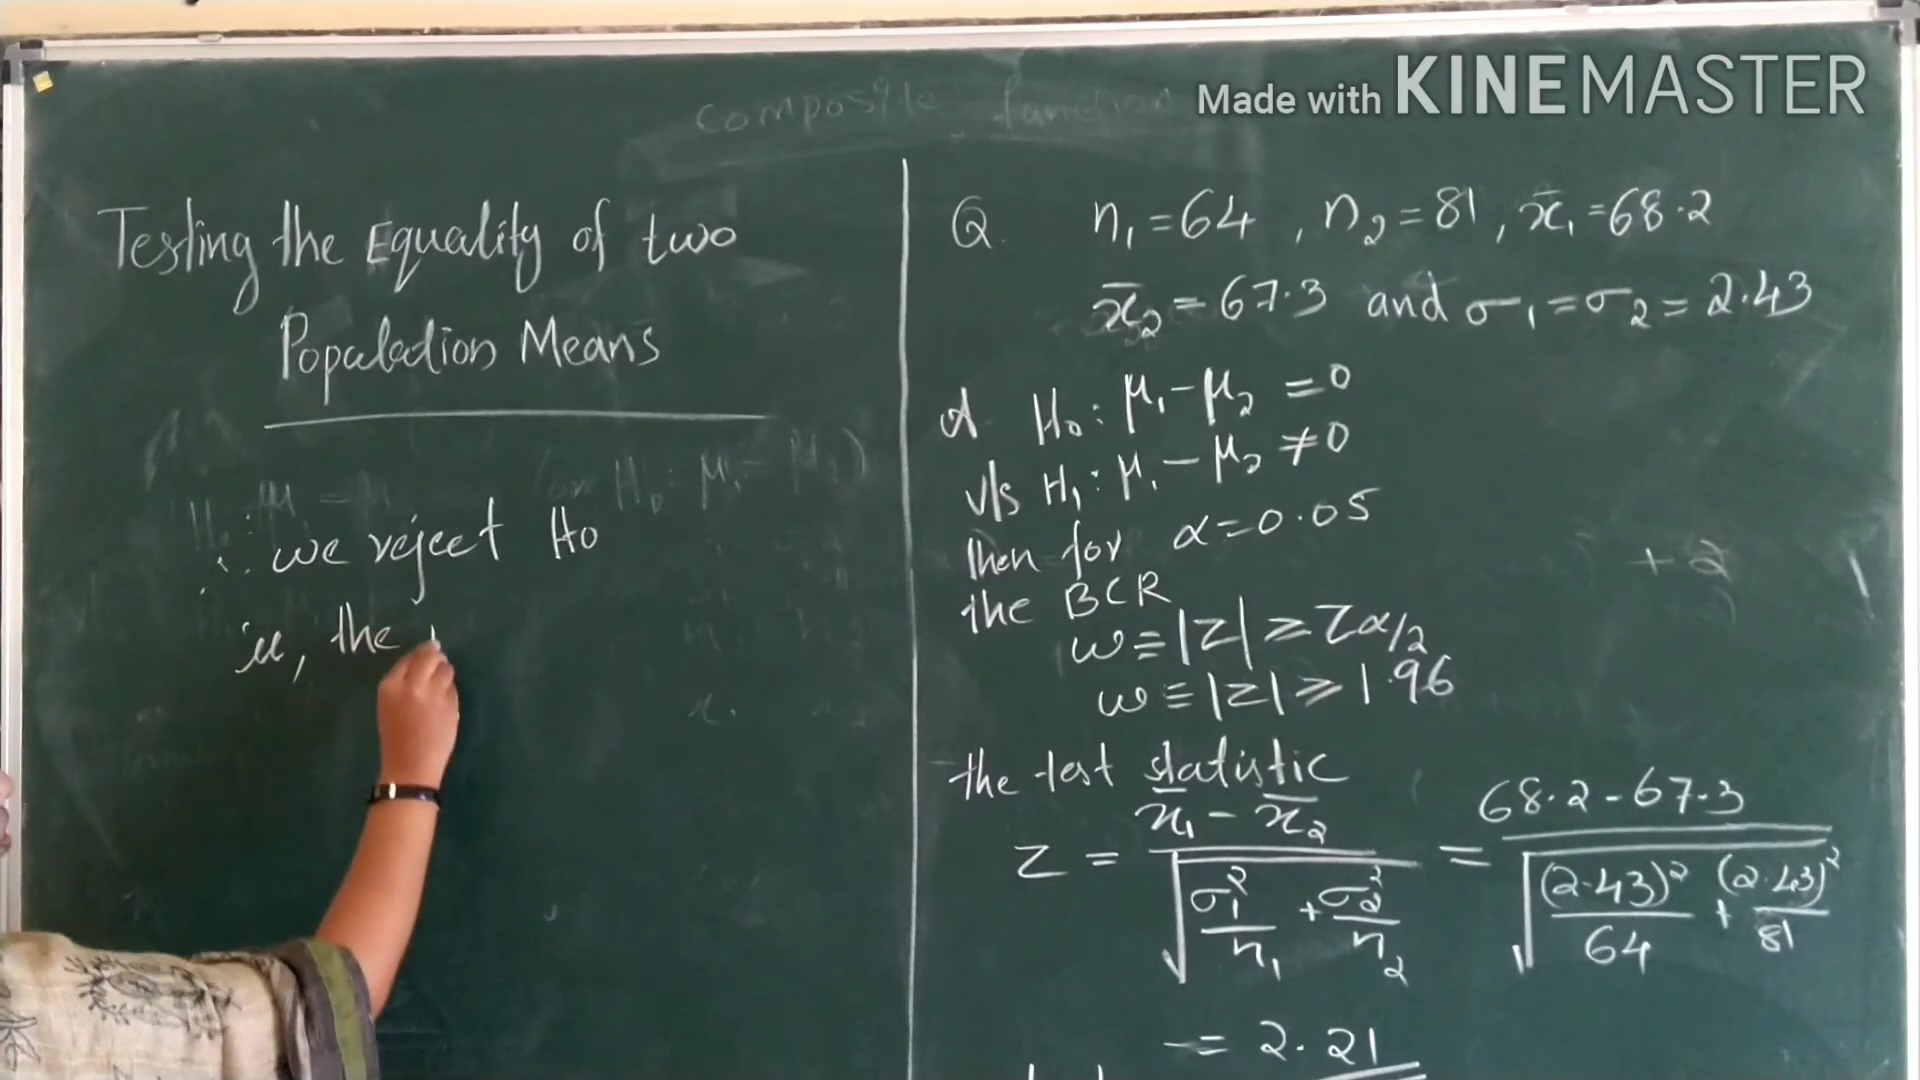 Made with KINEMASTER
composite function
Testing the Equality of two
Population Means
∴ we reject H₀
ie, the
Q n₁=64, n₂=81, x̄₁=68.2
x̄₂=67.3 and σ₁=σ₂=2.43
A H₀: μ₁-μ₂=0
v/s H₁: μ₁-μ₂≠0
then for α=0.05
the BCR
ω≡|Z|≥Zα/2
ω≡|Z|≥1.96
the test statistic
Z = (x̄₁-x̄₂)/√(σ₁²/n₁+σ₂²/n₂) = (68.2-67.3)/√((2.43)²/64+(2.43)²/81)
= 2.21